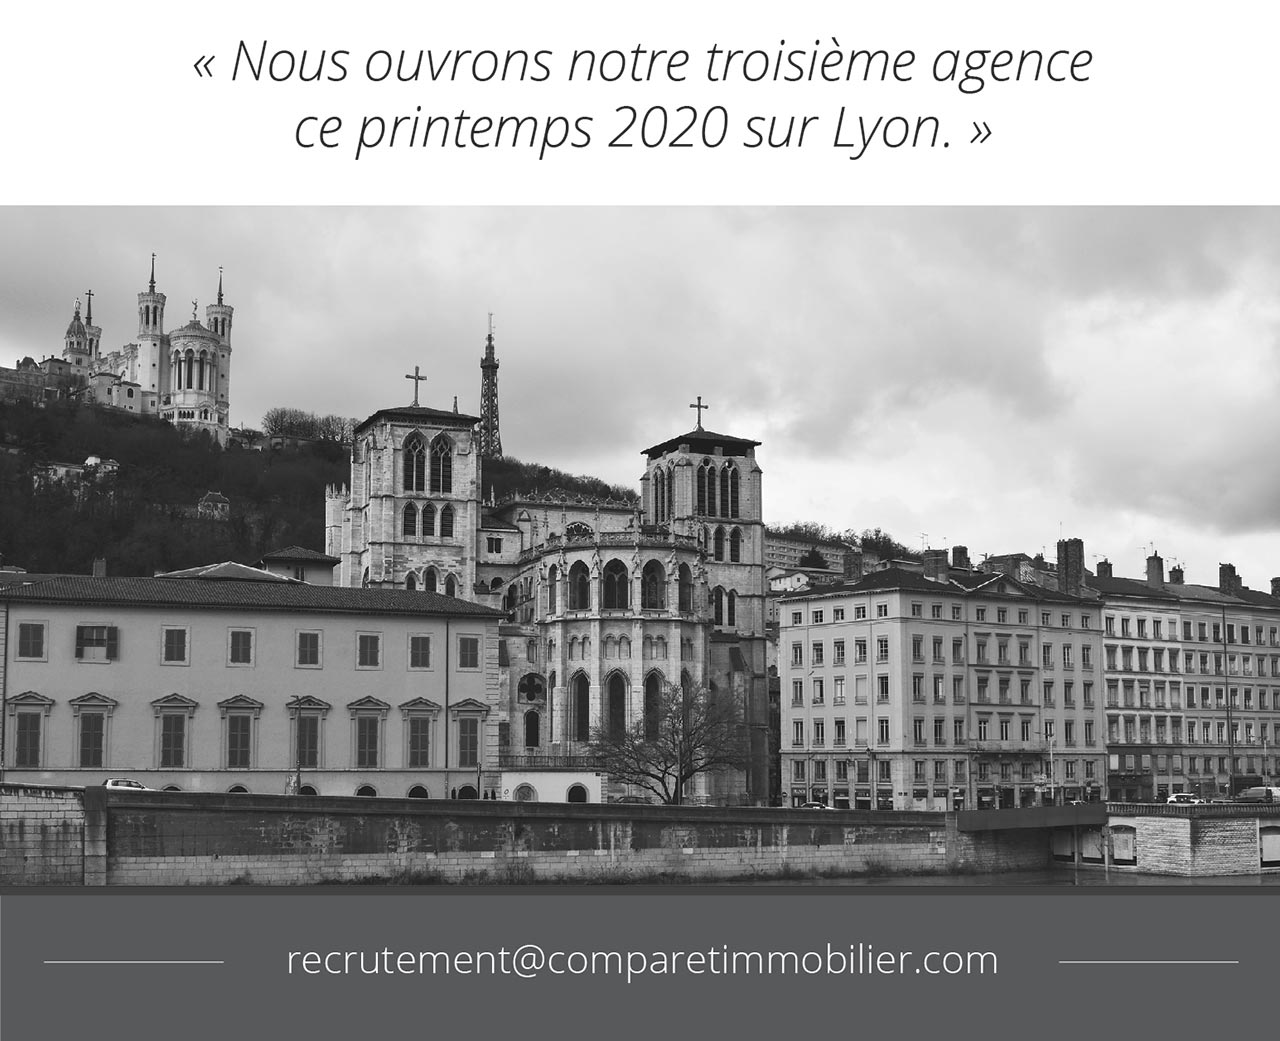 « Nous ouvrons notre troisième agence
ce printemps 2020 sur Lyon. »
recrutement@comparetimmobilier.com